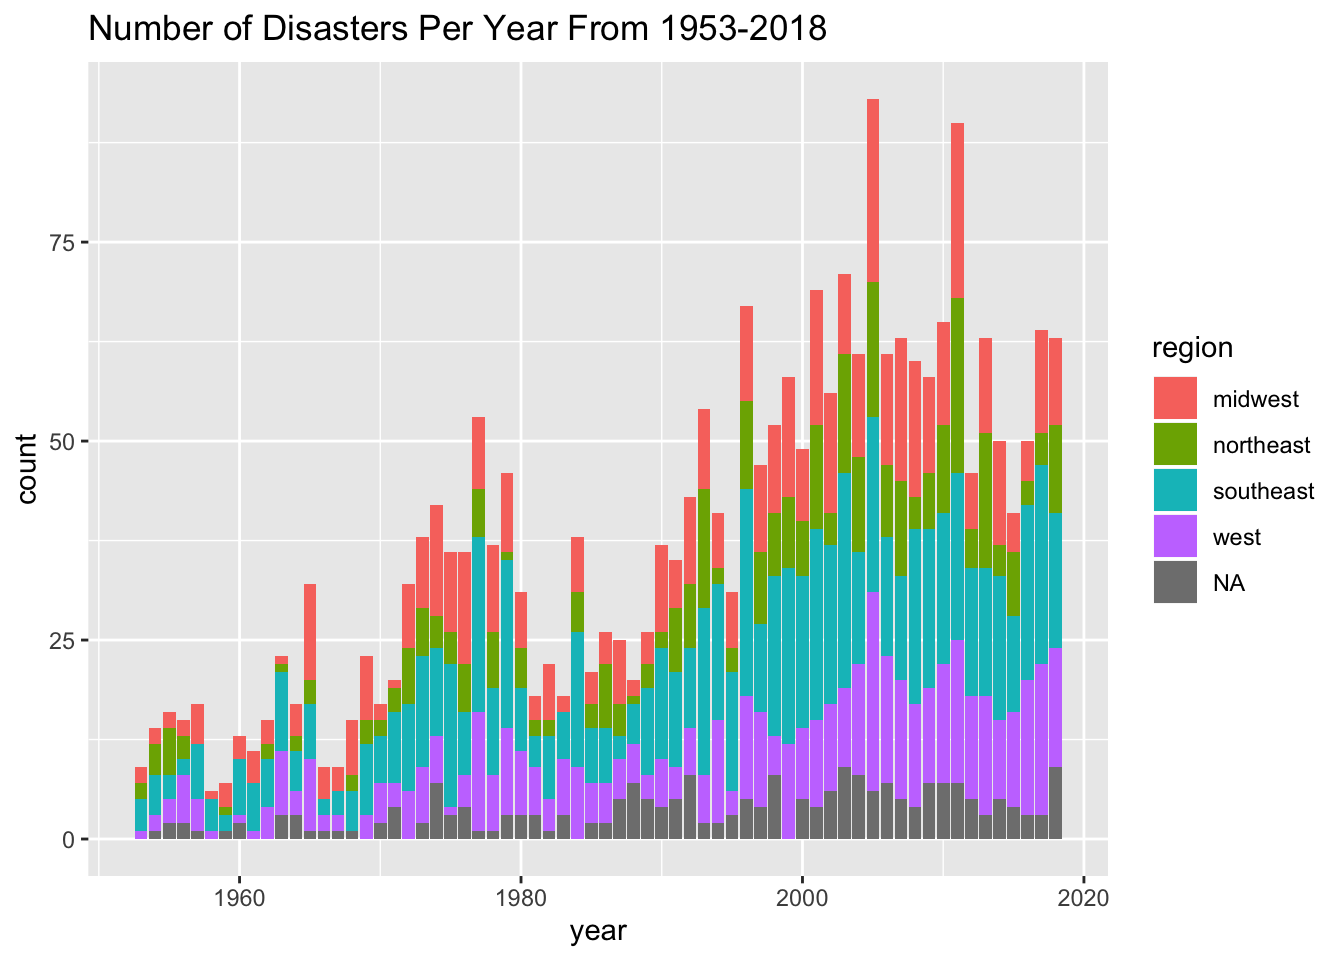 Number of Disasters Per Year From 1953-2018
75
50
25
0
count
1960
1980
2000
2020
year
region
midwest
northeast
southeast
west
NA